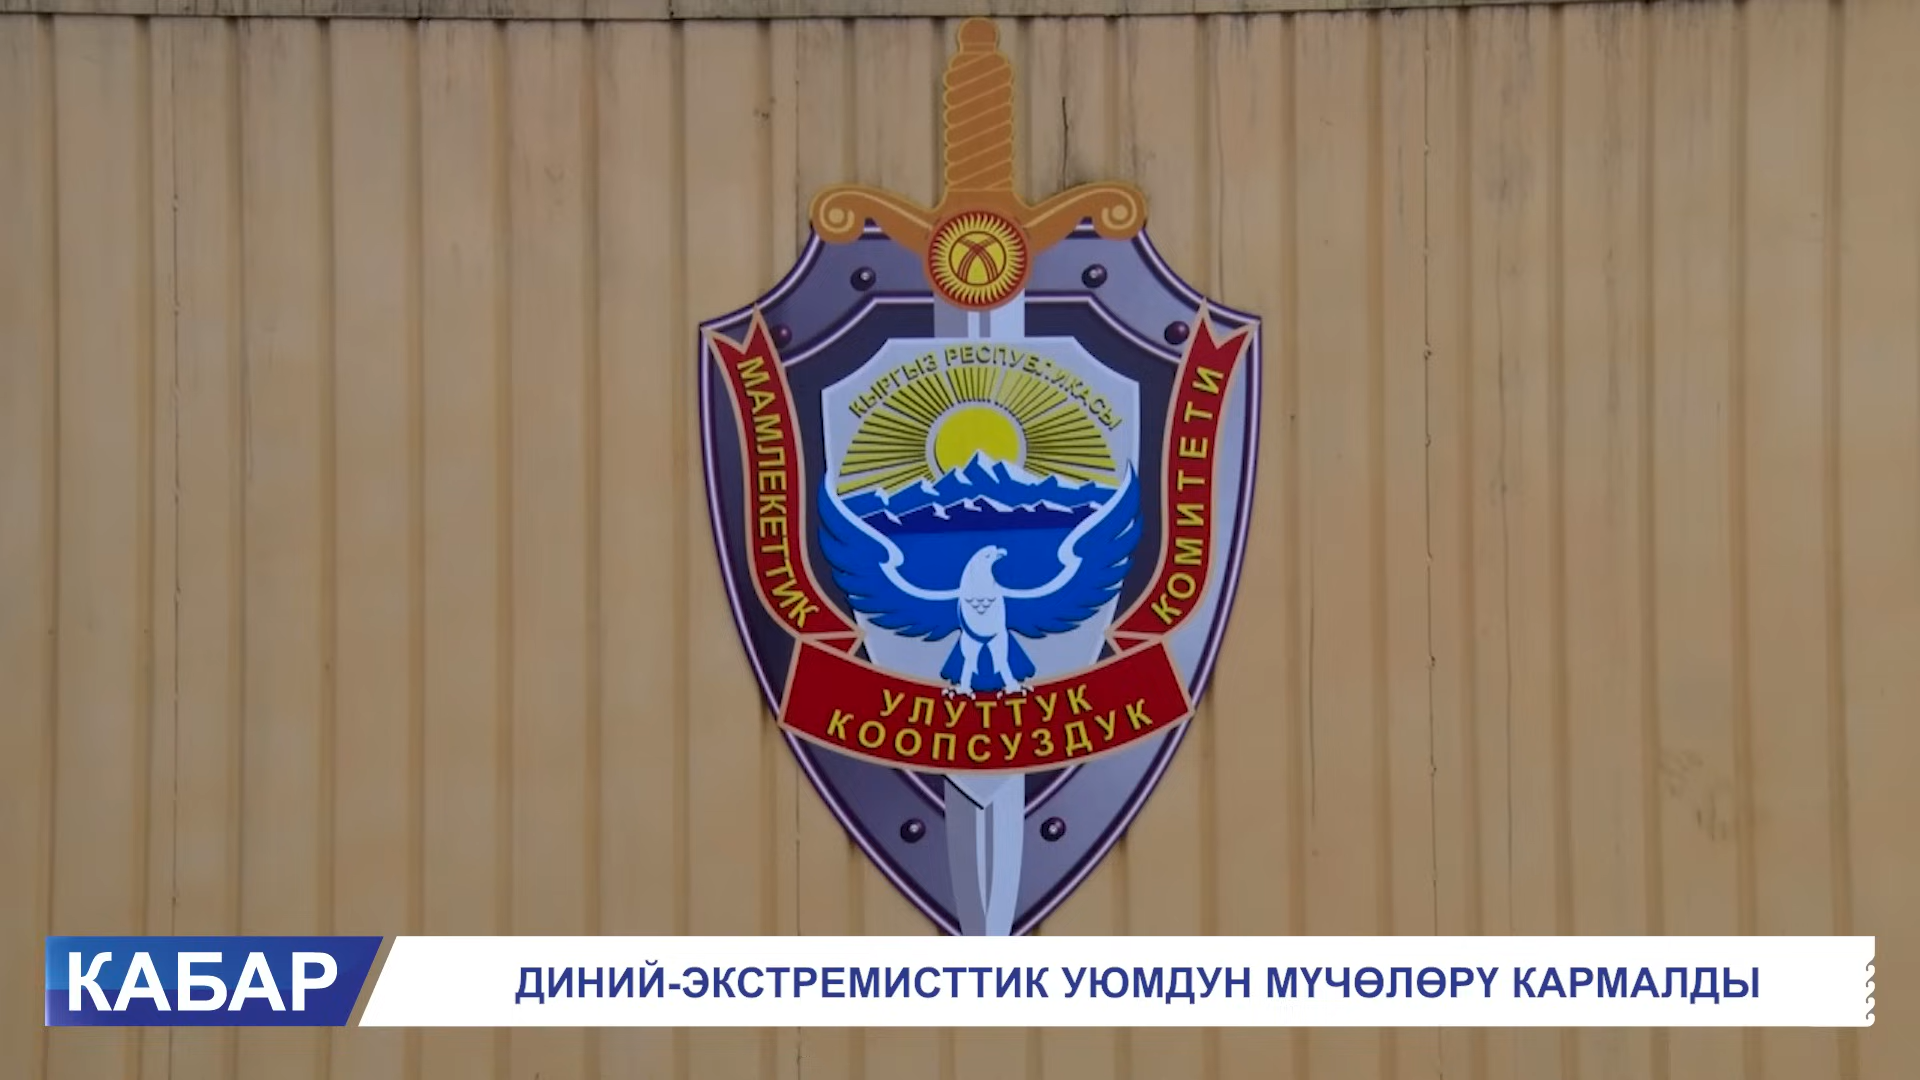 КЫРГЫЗ РЕСПУБЛИКАСЫ
МАМЛЕКЕТТИК
УЛУТТУК
КООПСУЗДУК
КОМИТЕТИ
КАБАР
ДИНИЙ-ЭКСТРЕМИСТТИК УЮМДУН МҮЧӨЛӨРҮ КАРМАЛДЫ